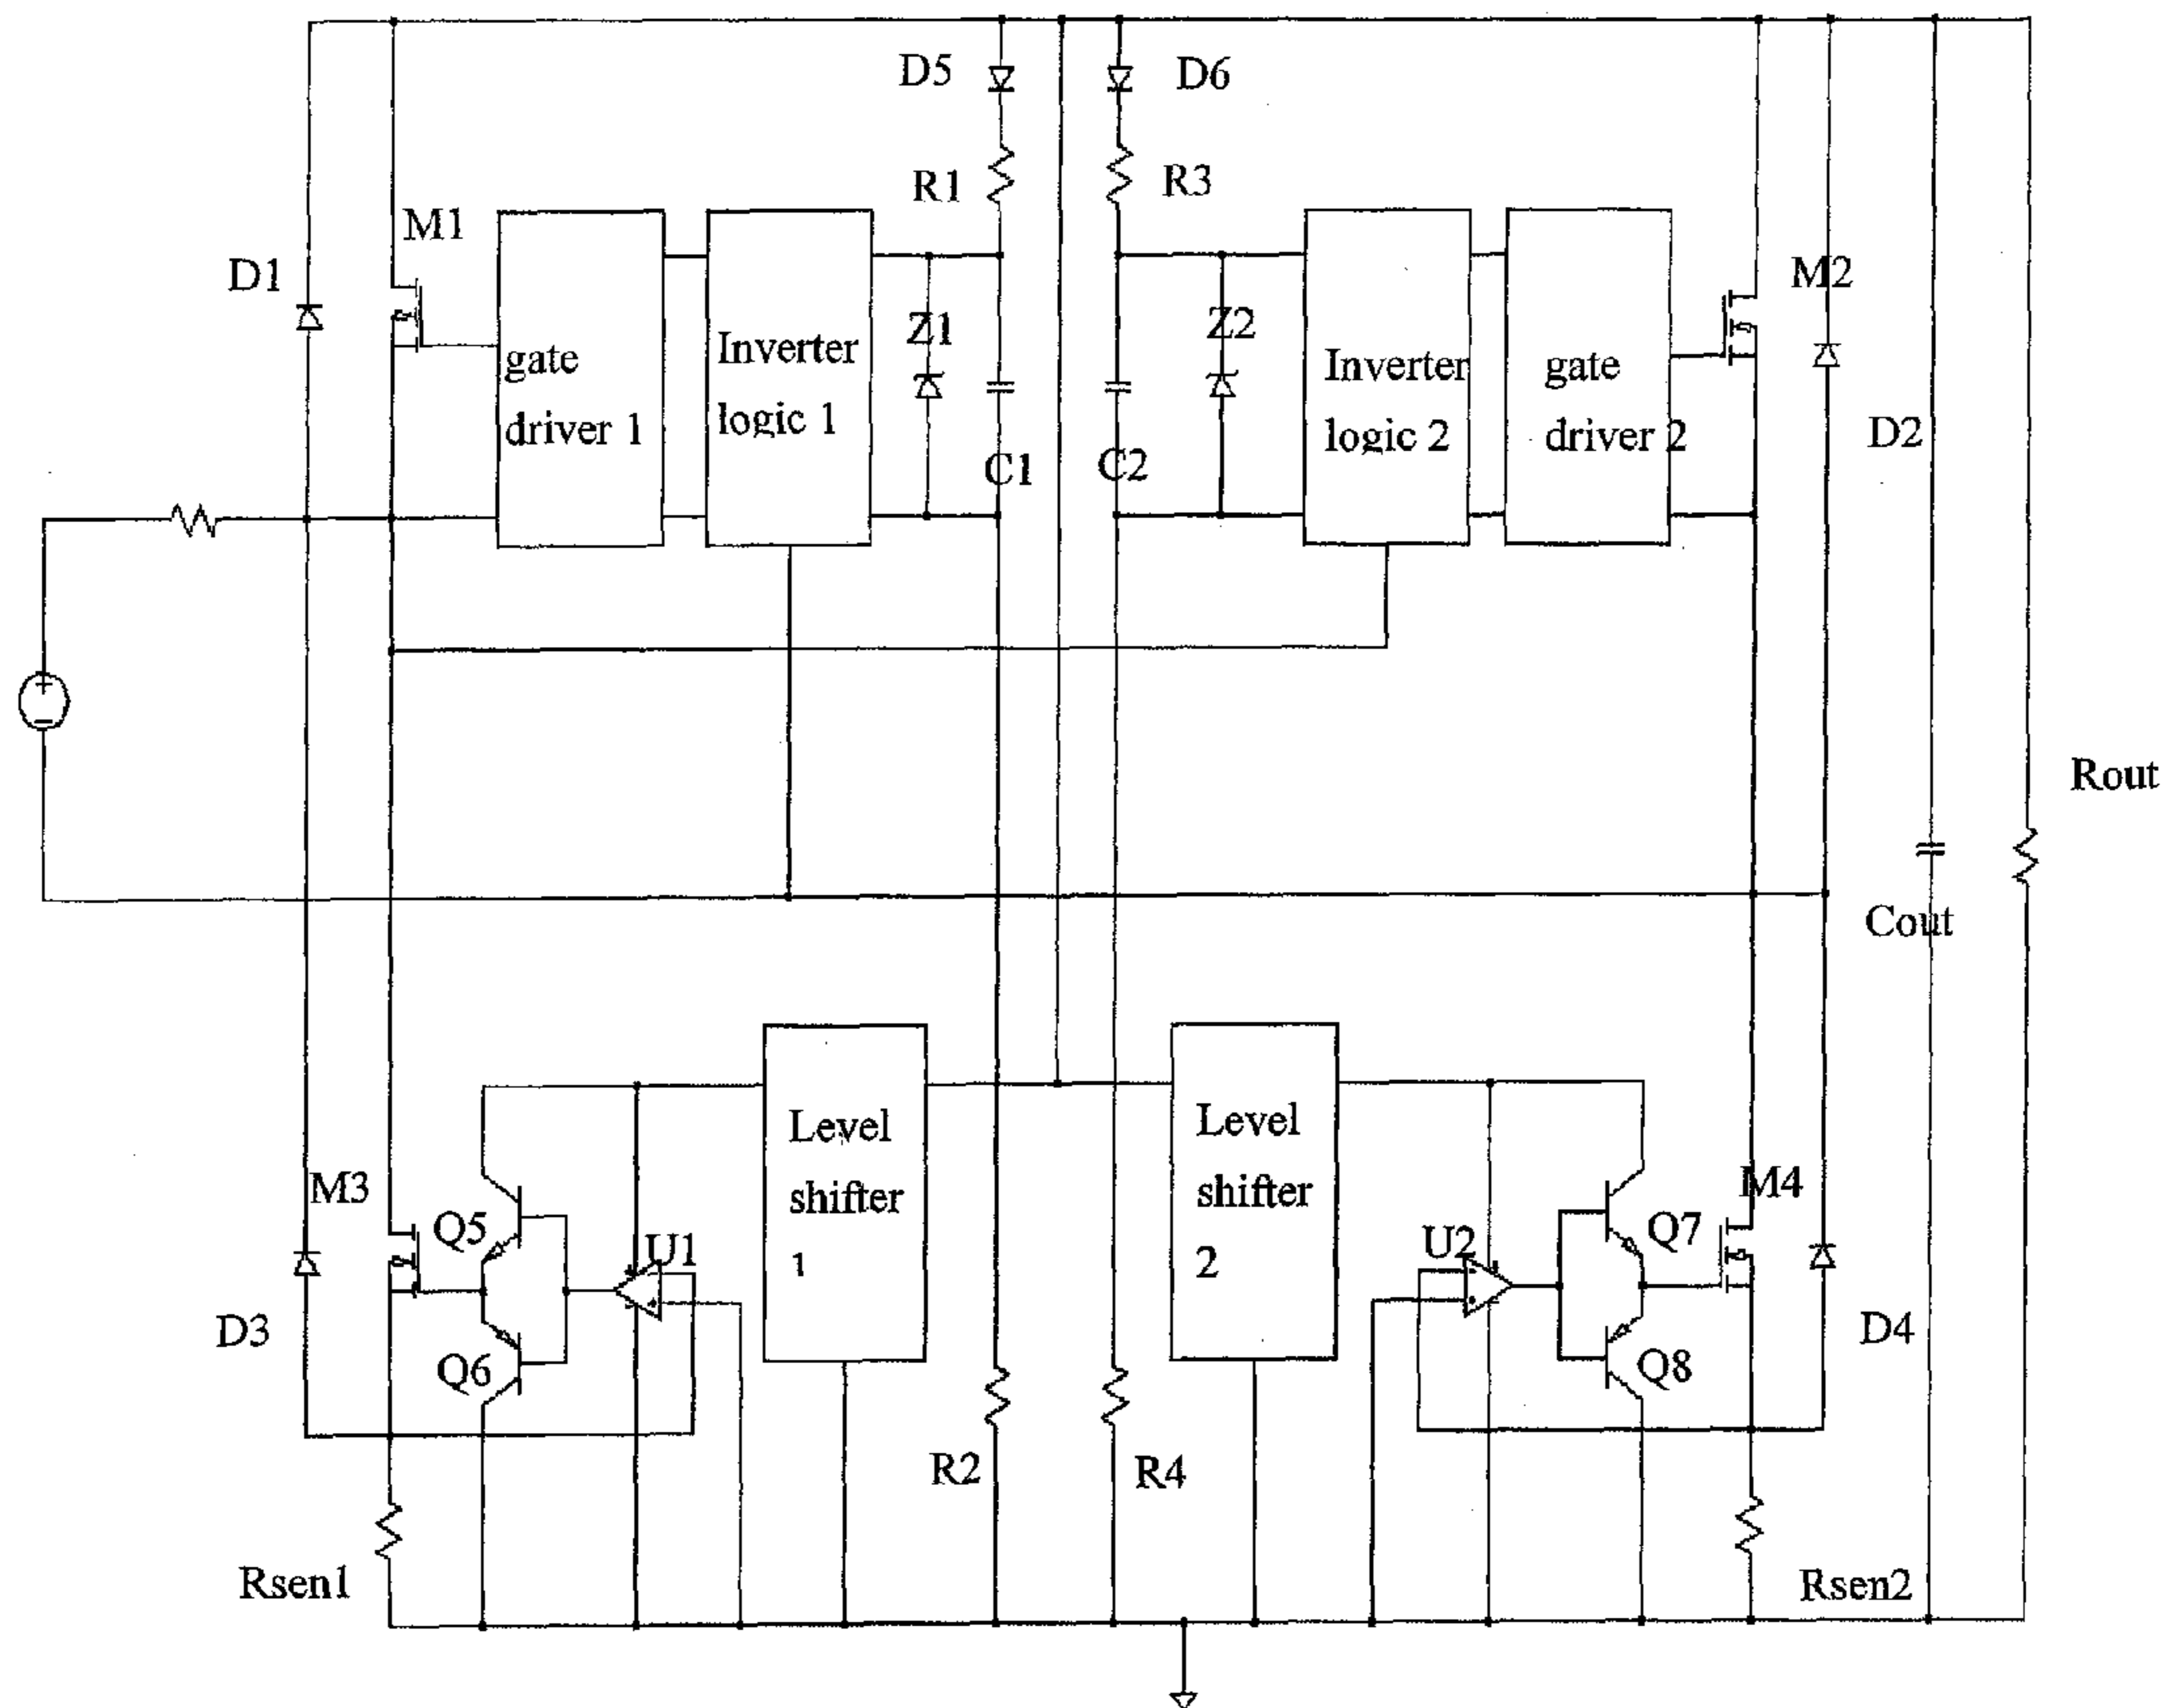 D5
D6
R1
R3
M1
D1
M2
gate
driver 1
Inverter
logic 1
Z1
C1
C2
Z2
Inverter
logic 2
gate
driver 2
D2
+
−
Rout
Cout
M3
Q5
U1
Level
shifter
1
Level
shifter
2
U2
Q7
M4
D3
Q6
R2
R4
Q8
D4
Rsen1
Rsen2